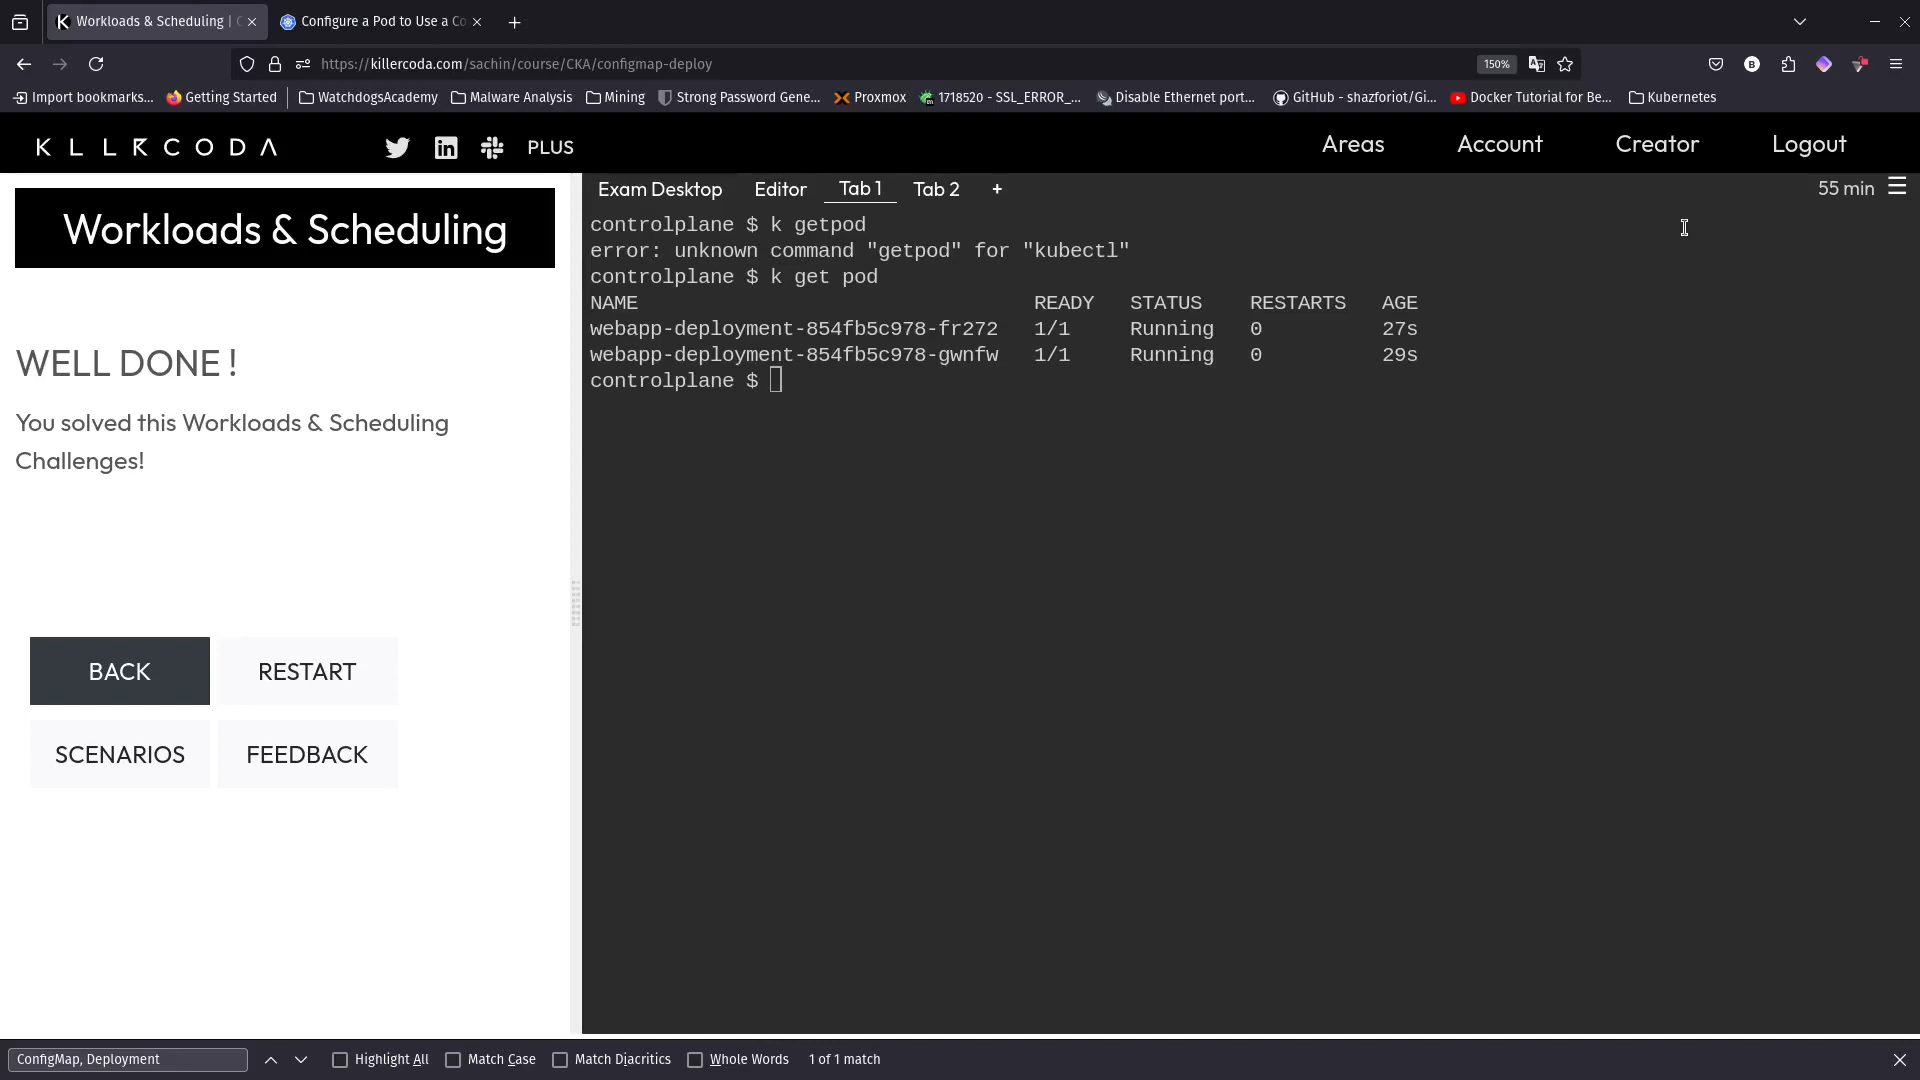 Workloads & Scheduling | C
Configure a Pod to Use a Co
https://killercoda.com/sachin/course/CKA/configmap-deploy
150%
Import bookmarks...
Getting Started
WatchdogsAcademy
Malware Analysis
Mining
Strong Password Gene...
Proxmox
1718520 - SSL_ERROR_...
Disable Ethernet port...
GitHub - shazforiot/Gi...
Docker Tutorial for Be...
Kubernetes
KLLRCODA
PLUS
Areas
Account
Creator
Logout
Workloads & Scheduling
WELL DONE !
You solved this Workloads & Scheduling
Challenges!
BACK
RESTART
SCENARIOS
FEEDBACK
Exam Desktop
Editor
Tab 1
Tab 2
+
55 min
controlplane $ k getpod
error: unknown command "getpod" for "kubectl"
controlplane $ k get pod
NAME READY STATUS RESTARTS AGE
webapp-deployment-854fb5c978-fr272 1/1 Running 0 27s
webapp-deployment-854fb5c978-gwnfw 1/1 Running 0 29s
controlplane $
ConfigMap, Deployment
Highlight All
Match Case
Match Diacritics
Whole Words
1 of 1 match